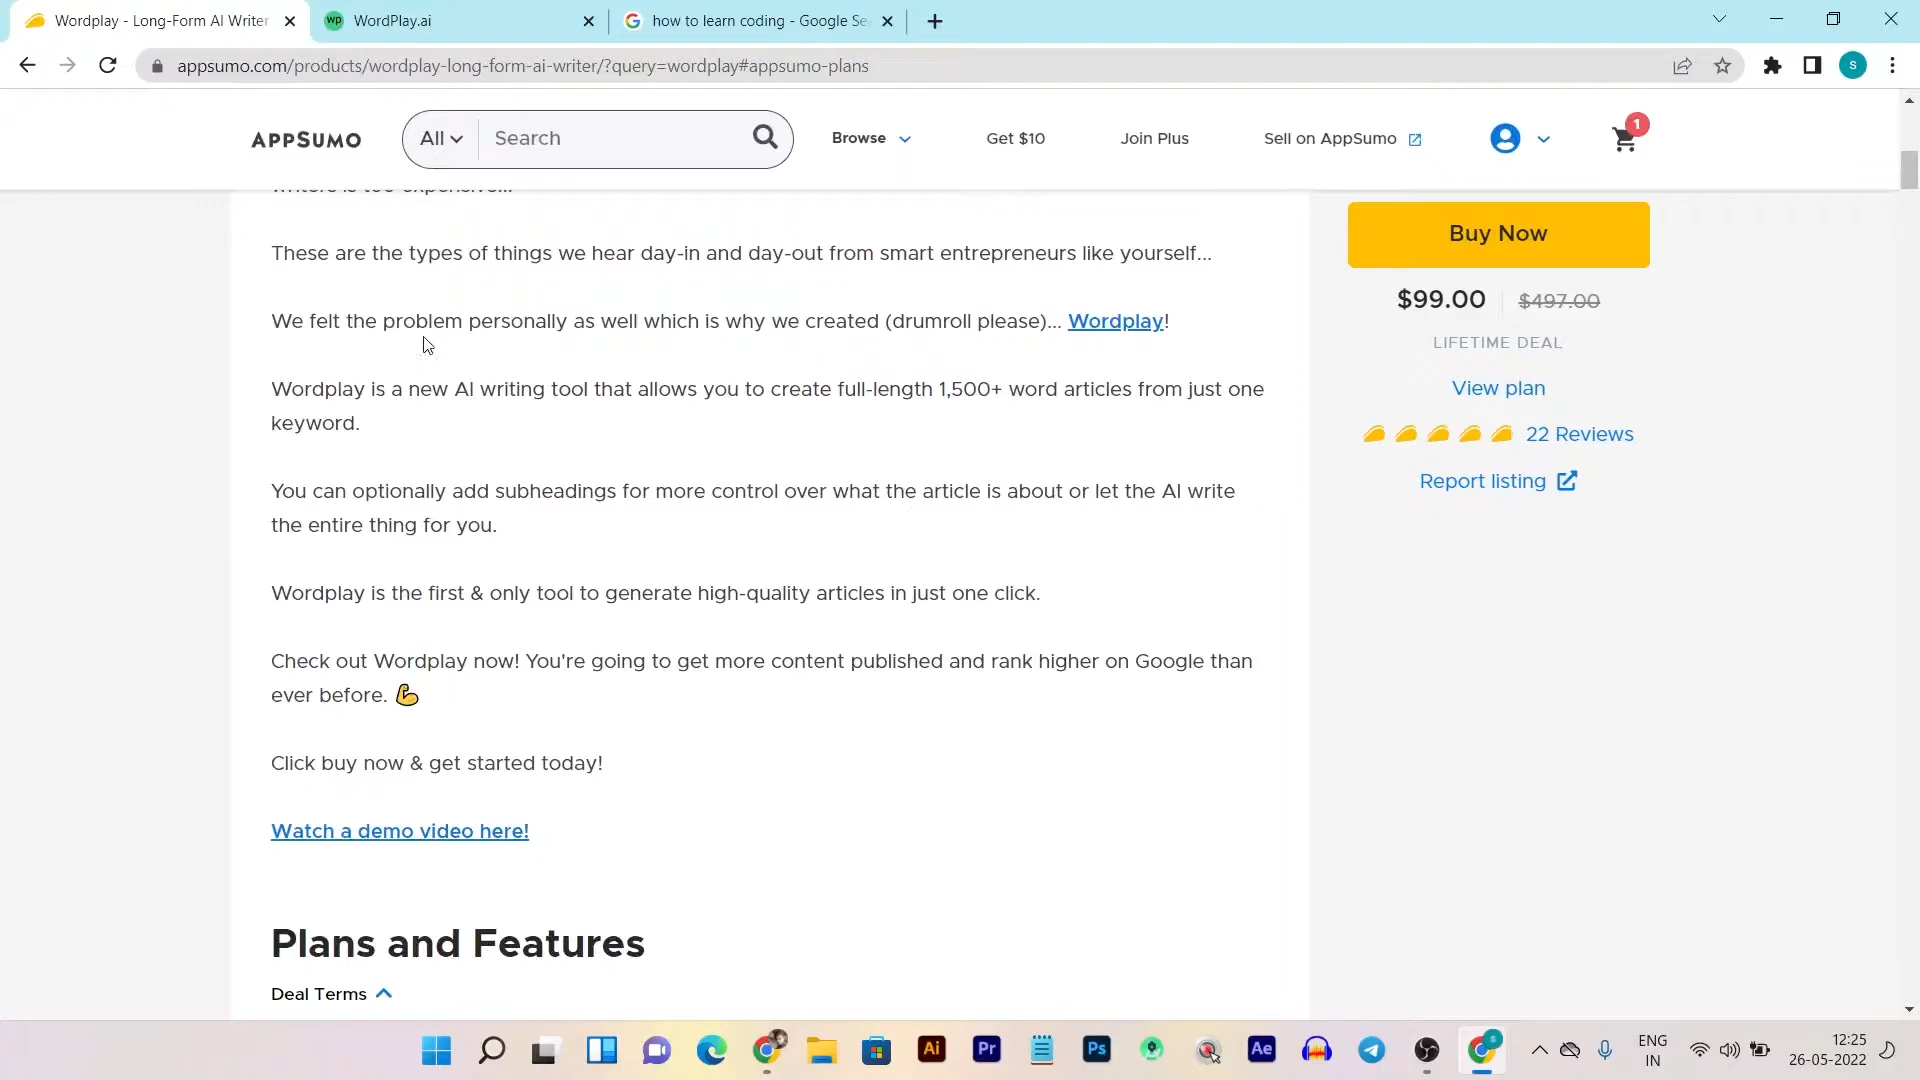 Wordplay - Long-Form AI Writer
WordPlay.ai
how to learn coding - Google Se
appsumo.com/products/wordplay-long-form-ai-writer/?query=wordplay#appsumo-plans
S
APPSUMO
All
Search
Browse
Get $10
Join Plus
Sell on AppSumo
1
writers is too expensive...
These are the types of things we hear day-in and day-out from smart entrepreneurs like yourself...
We felt the problem personally as well which is why we created (drumroll please)... Wordplay!
Wordplay is a new AI writing tool that allows you to create full-length 1,500+ word articles from just one
keyword.
You can optionally add subheadings for more control over what the article is about or let the AI write
the entire thing for you.
Wordplay is the first & only tool to generate high-quality articles in just one click.
Check out Wordplay now! You're going to get more content published and rank higher on Google than
ever before.
Click buy now & get started today!
Watch a demo video here!
Plans and Features
Deal Terms
Buy Now
$99.00
$497.00
LIFETIME DEAL
View plan
22 Reviews
Report listing
Ai
Pr
Ps
Ae
ENG
IN
12:25
26-05-2022